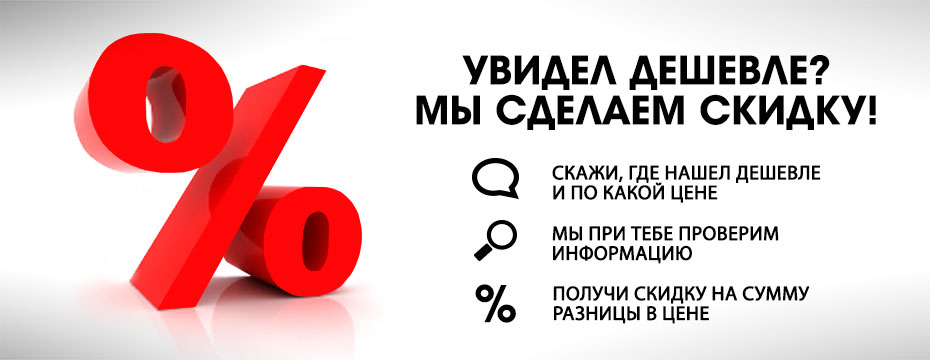 УВИДЕЛ ДЕШЕВЛЕ?
МЫ СДЕЛАЕМ СКИДКУ!
СКАЖИ, ГДЕ НАШЕЛ ДЕШЕВЛЕ
И ПО КАКОЙ ЦЕНЕ
МЫ ПРИ ТЕБЕ ПРОВЕРИМ
ИНФОРМАЦИЮ
ПОЛУЧИ СКИДКУ НА СУММУ
РАЗНИЦЫ В ЦЕНЕ